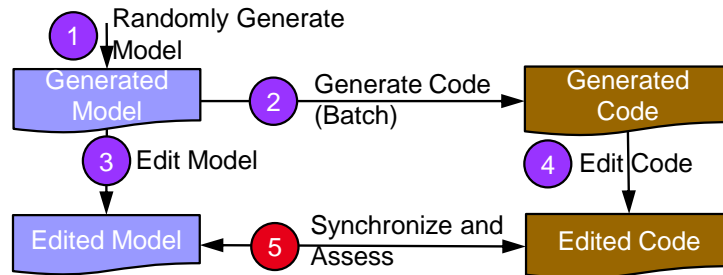 1
Randomly Generate
Model
Generated
Model
2
Generate Code
(Batch)
Generated
Code
3
Edit Model
4
Edit Code
Edited Model
5
Synchronize and
Assess
Edited Code